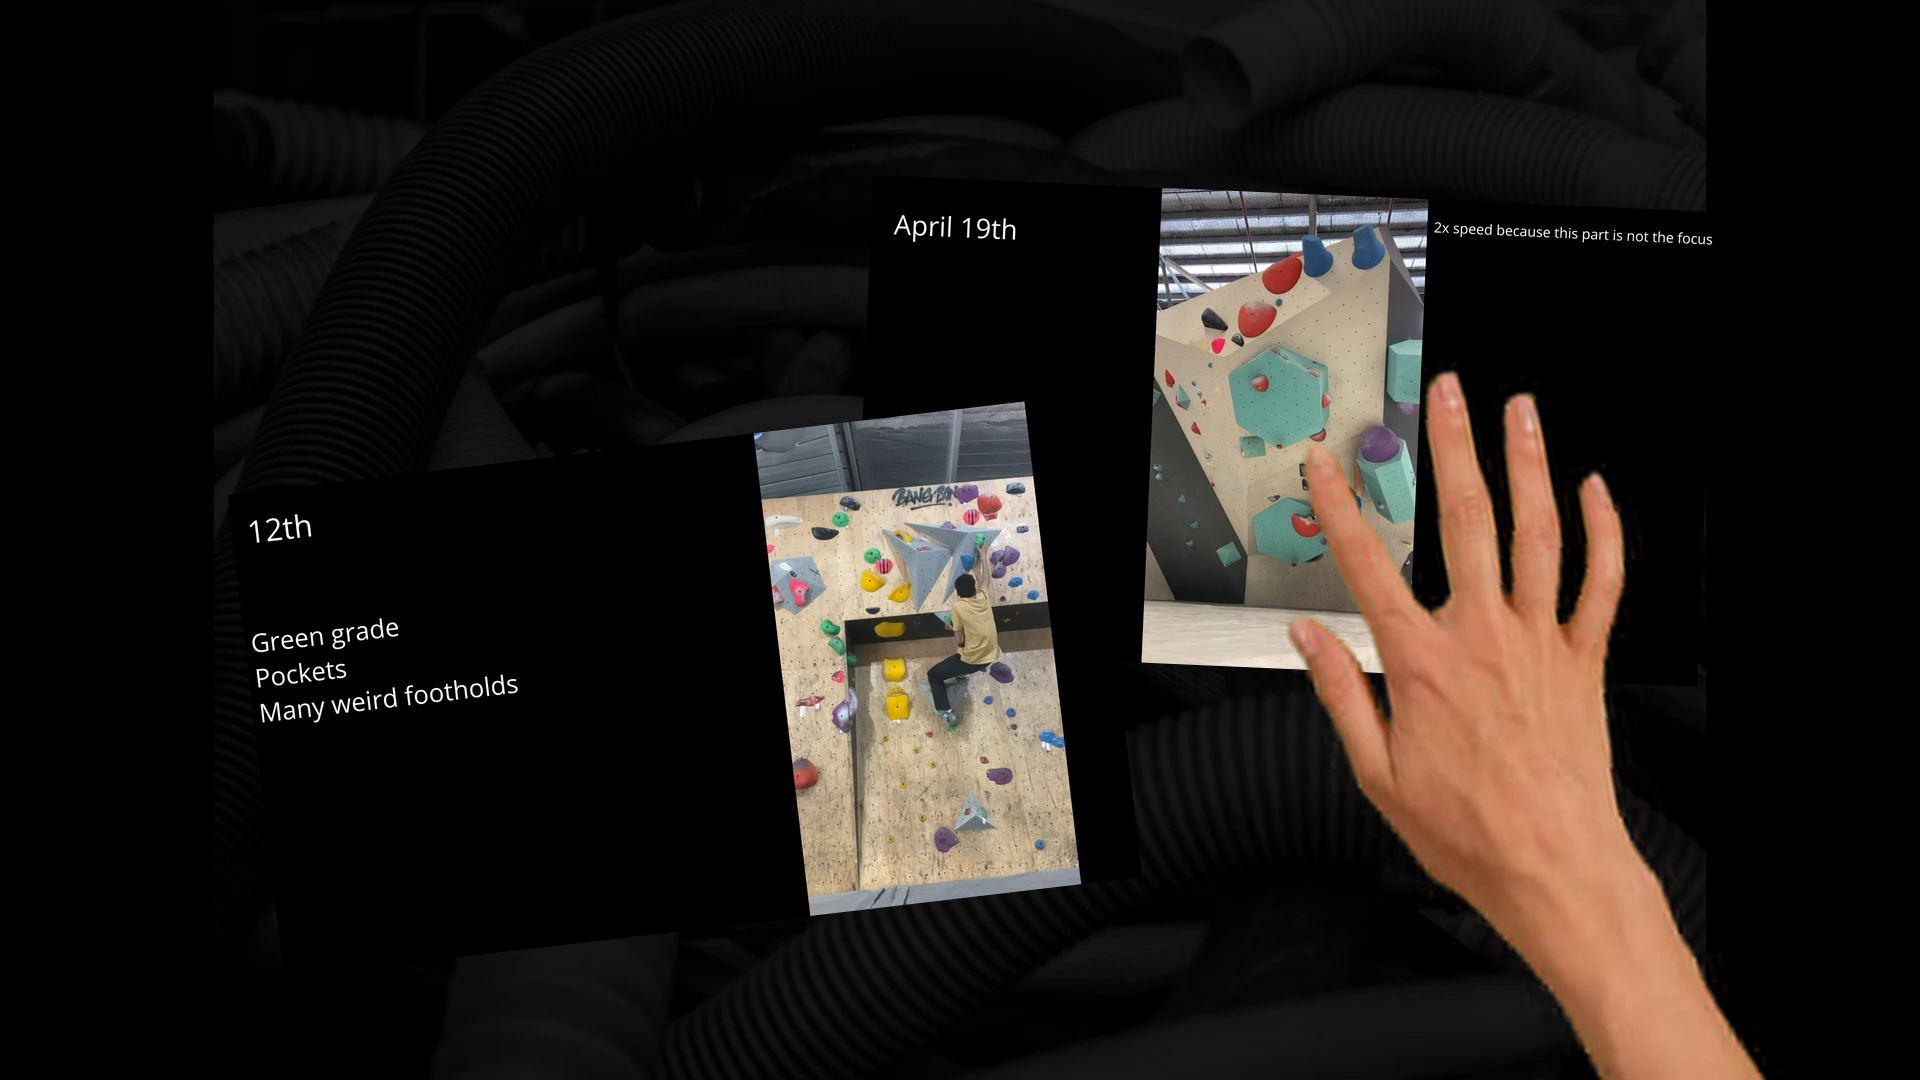 April 19th
2x speed because this part is not the focus
12th
Green grade
Pockets
Many weird footholds